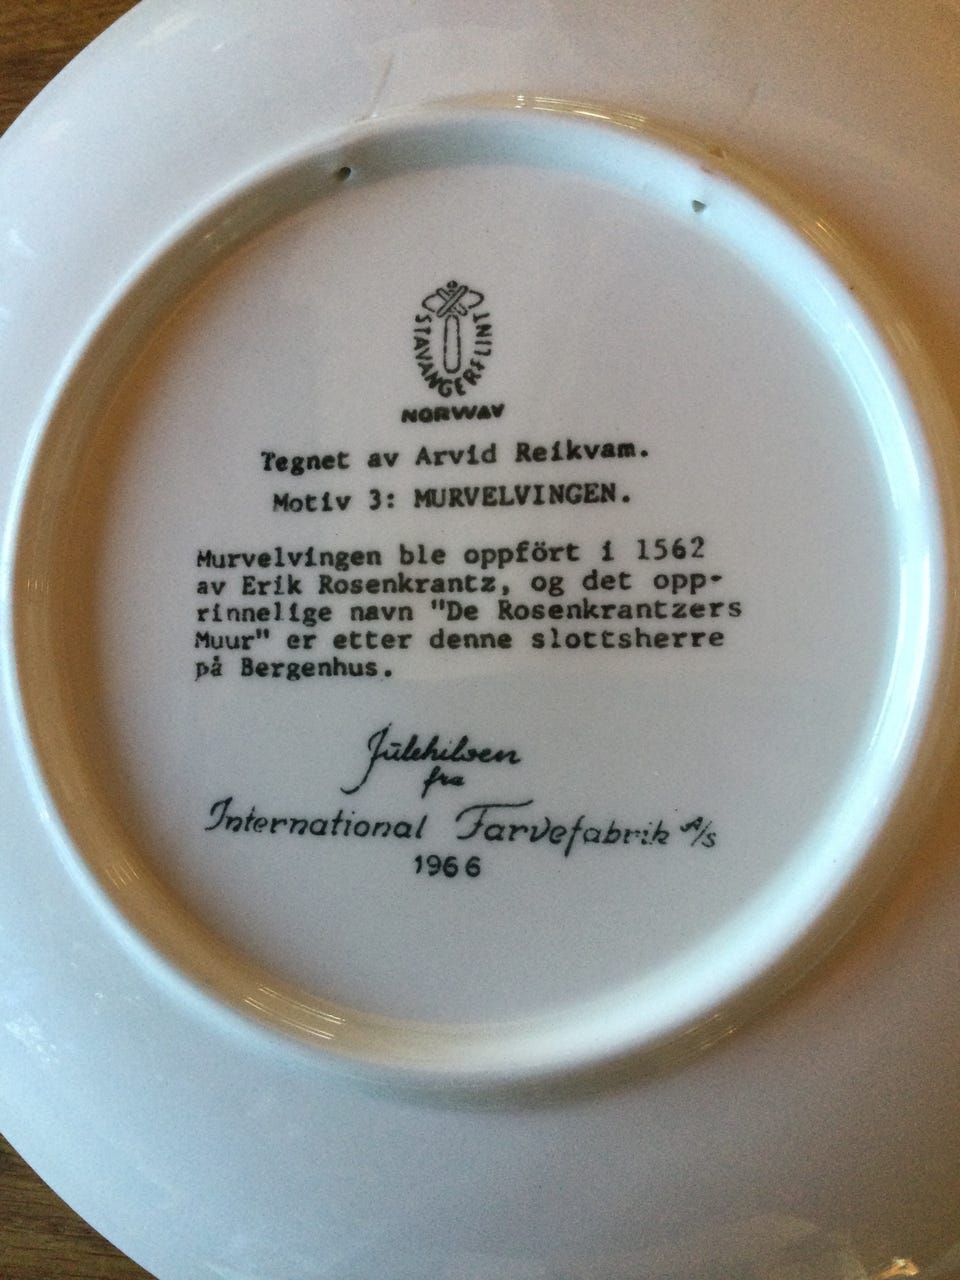 STAVANGERFLINT
NORWAY
Tegnet av Arvid Reikvam.
Motiv 3: MURVELVINGEN.
Murvelvingen ble oppfört i 1562
av Erik Rosenkrantz, og det opp-
rinnelige navn "De Rosenkrantzers
Muur" er etter denne slottsherre
på Bergenhus.
Julehilsen
fra
International Farvefabrik A/S
1966